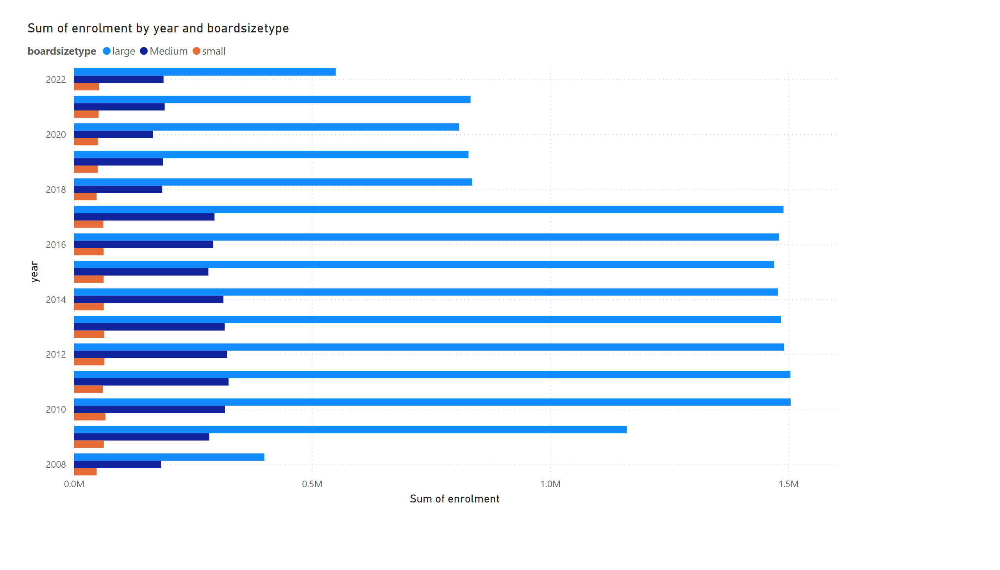 Sum of enrolment by year and boardsizetype
boardsizetype large Medium small
2022
2020
2018
2016
year
2014
2012
2010
2008
0.0M 0.5M 1.0M 1.5M
Sum of enrolment